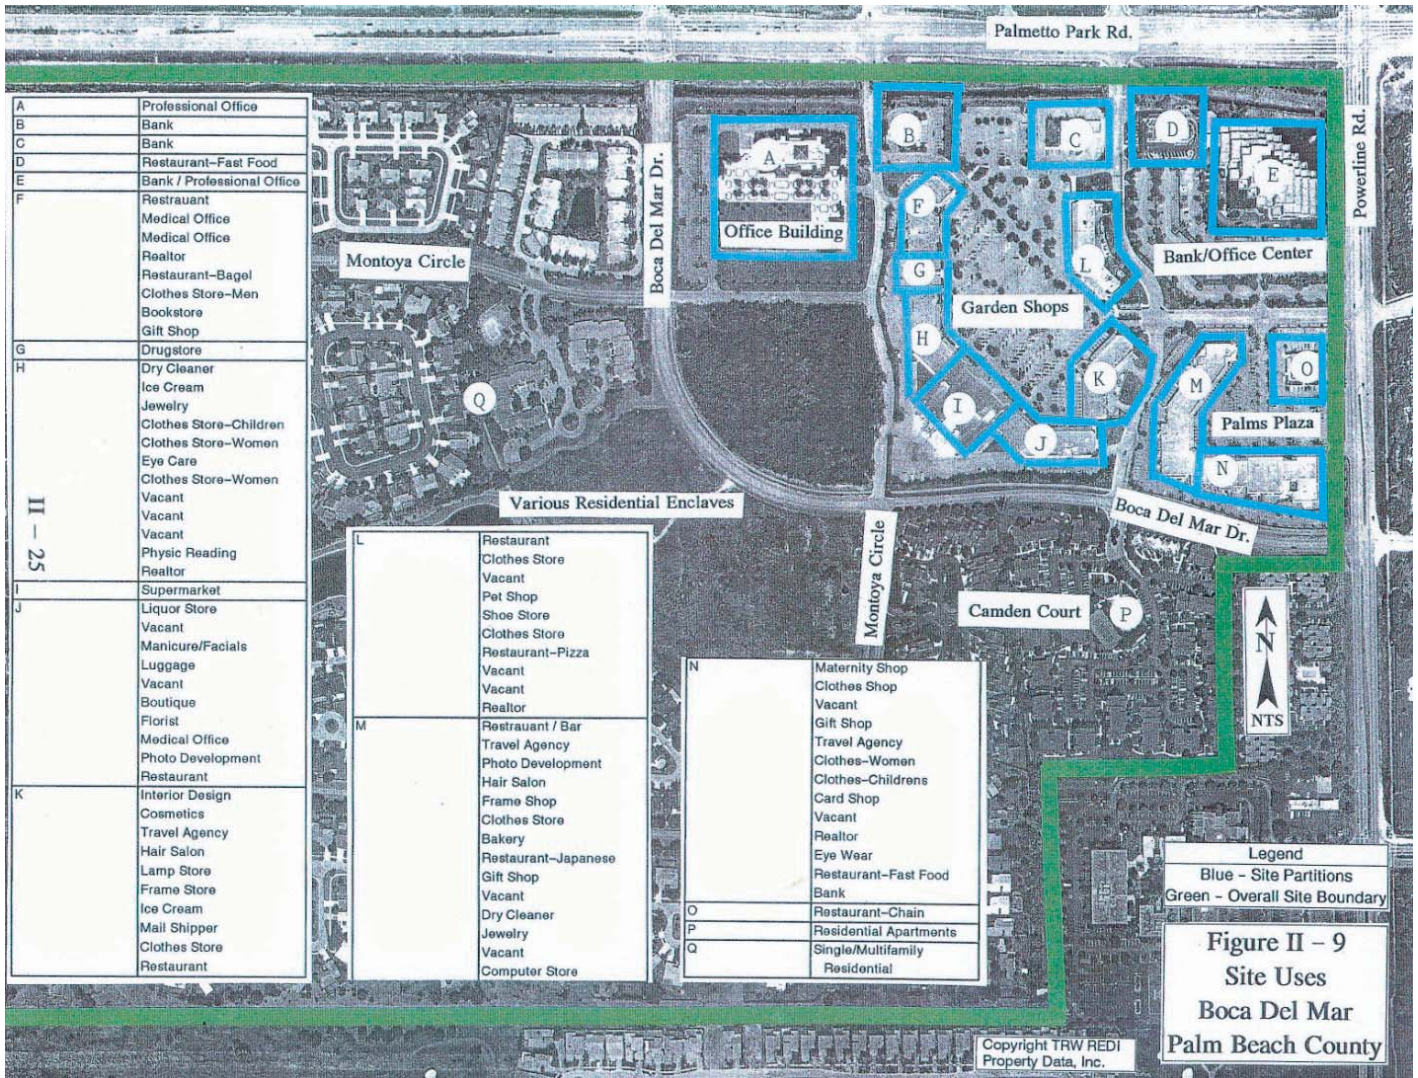 Palmetto Park Rd.
Powerline Rd.
Boca Del Mar Dr.
Montoya Circle
A
Office Building
B
C
D
E
Bank/Office Center
F
G
H
I
J
K
L
Garden Shops
M
N
O
Palms Plaza
Q
Various Residential Enclaves
Boca Del Mar Dr.
Montoya Circle
Camden Court
P
N
NTS
A Professional Office
B Bank
C Bank
D Restaurant-Fast Food
E Bank / Professional Office
F Restrauant
Medical Office
Medical Office
Realtor
Restaurant-Bagel
Clothes Store-Men
Bookstore
Gift Shop
G Drugstore
H Dry Cleaner
Ice Cream
Jewelry
Clothes Store-Children
Clothes Store-Women
Eye Care
Clothes Store-Women
Vacant
Vacant
Vacant
Physic Reading
Realtor
I Supermarket
J Liquor Store
Vacant
Manicure/Facials
Luggage
Vacant
Boutique
Florist
Medical Office
Photo Development
Restaurant
K Interior Design
Cosmetics
Travel Agency
Hair Salon
Lamp Store
Frame Store
Ice Cream
Mail Shipper
Clothes Store
Restaurant
II - 25
L Restaurant
Clothes Store
Vacant
Pet Shop
Shoe Store
Clothes Store
Restaurant-Pizza
Vacant
Vacant
Realtor
M Restrauant / Bar
Travel Agency
Photo Development
Hair Salon
Frame Shop
Clothes Store
Bakery
Restaurant-Japanese
Gift Shop
Vacant
Dry Cleaner
Jewelry
Vacant
Computer Store
N Maternity Shop
Clothes Shop
Vacant
Gift Shop
Travel Agency
Clothes-Women
Clothes-Childrens
Card Shop
Vacant
Realtor
Eye Wear
Restaurant-Fast Food
Bank
O Restaurant-Chain
P Residential Apartments
Q Single/Multifamily
Residential
Legend
Blue - Site Partitions
Green - Overall Site Boundary
Figure II - 9
Site Uses
Boca Del Mar
Palm Beach County
Copyright TRW REDI
Property Data, Inc.